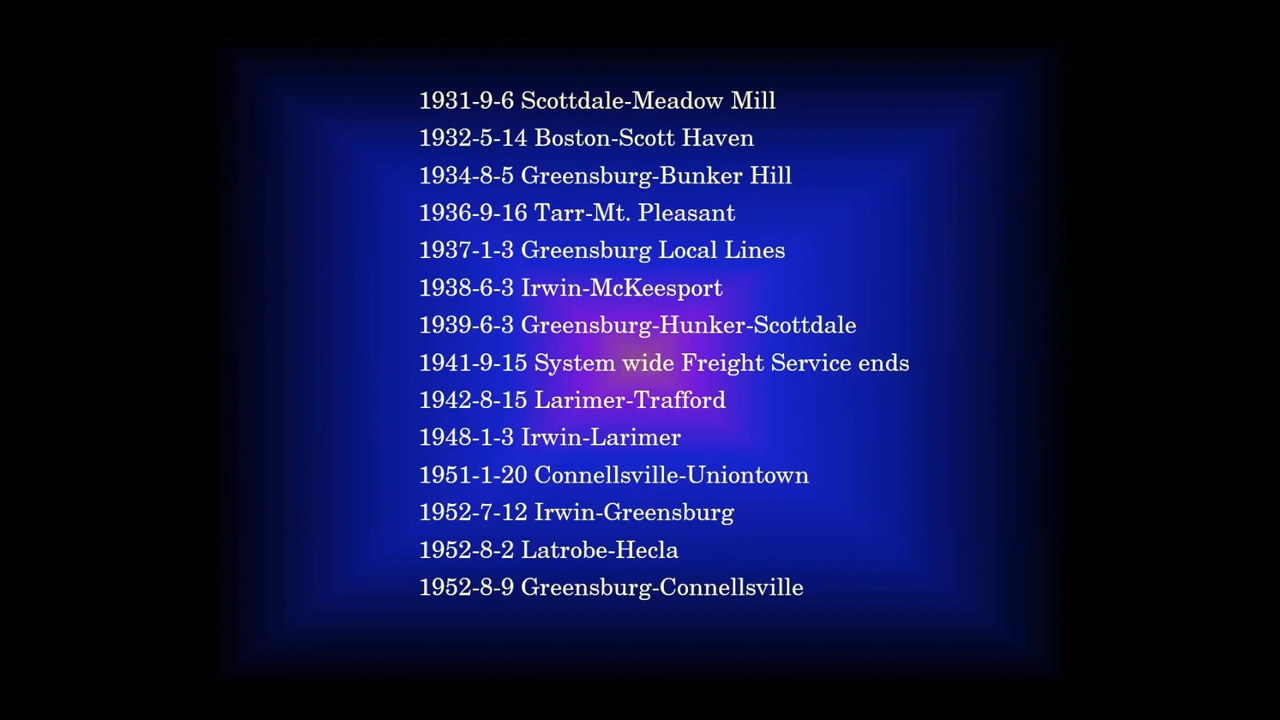 1931-9-6 Scottdale-Meadow Mill
1932-5-14 Boston-Scott Haven
1934-8-5 Greensburg-Bunker Hill
1936-9-16 Tarr-Mt. Pleasant
1937-1-3 Greensburg Local Lines
1938-6-3 Irwin-McKeesport
1939-6-3 Greensburg-Hunker-Scottdale
1941-9-15 System wide Freight Service ends
1942-8-15 Larimer-Trafford
1948-1-3 Irwin-Larimer
1951-1-20 Connellsville-Uniontown
1952-7-12 Irwin-Greensburg
1952-8-2 Latrobe-Hecla
1952-8-9 Greensburg-Connellsville